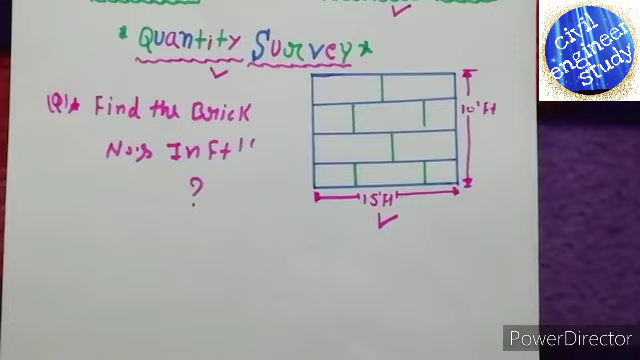 * Quantity Survey *
(Q)* Find the Brick
No's In Ft"
?
10'Ft
15'Ft
civil
engineer
study
PowerDirector